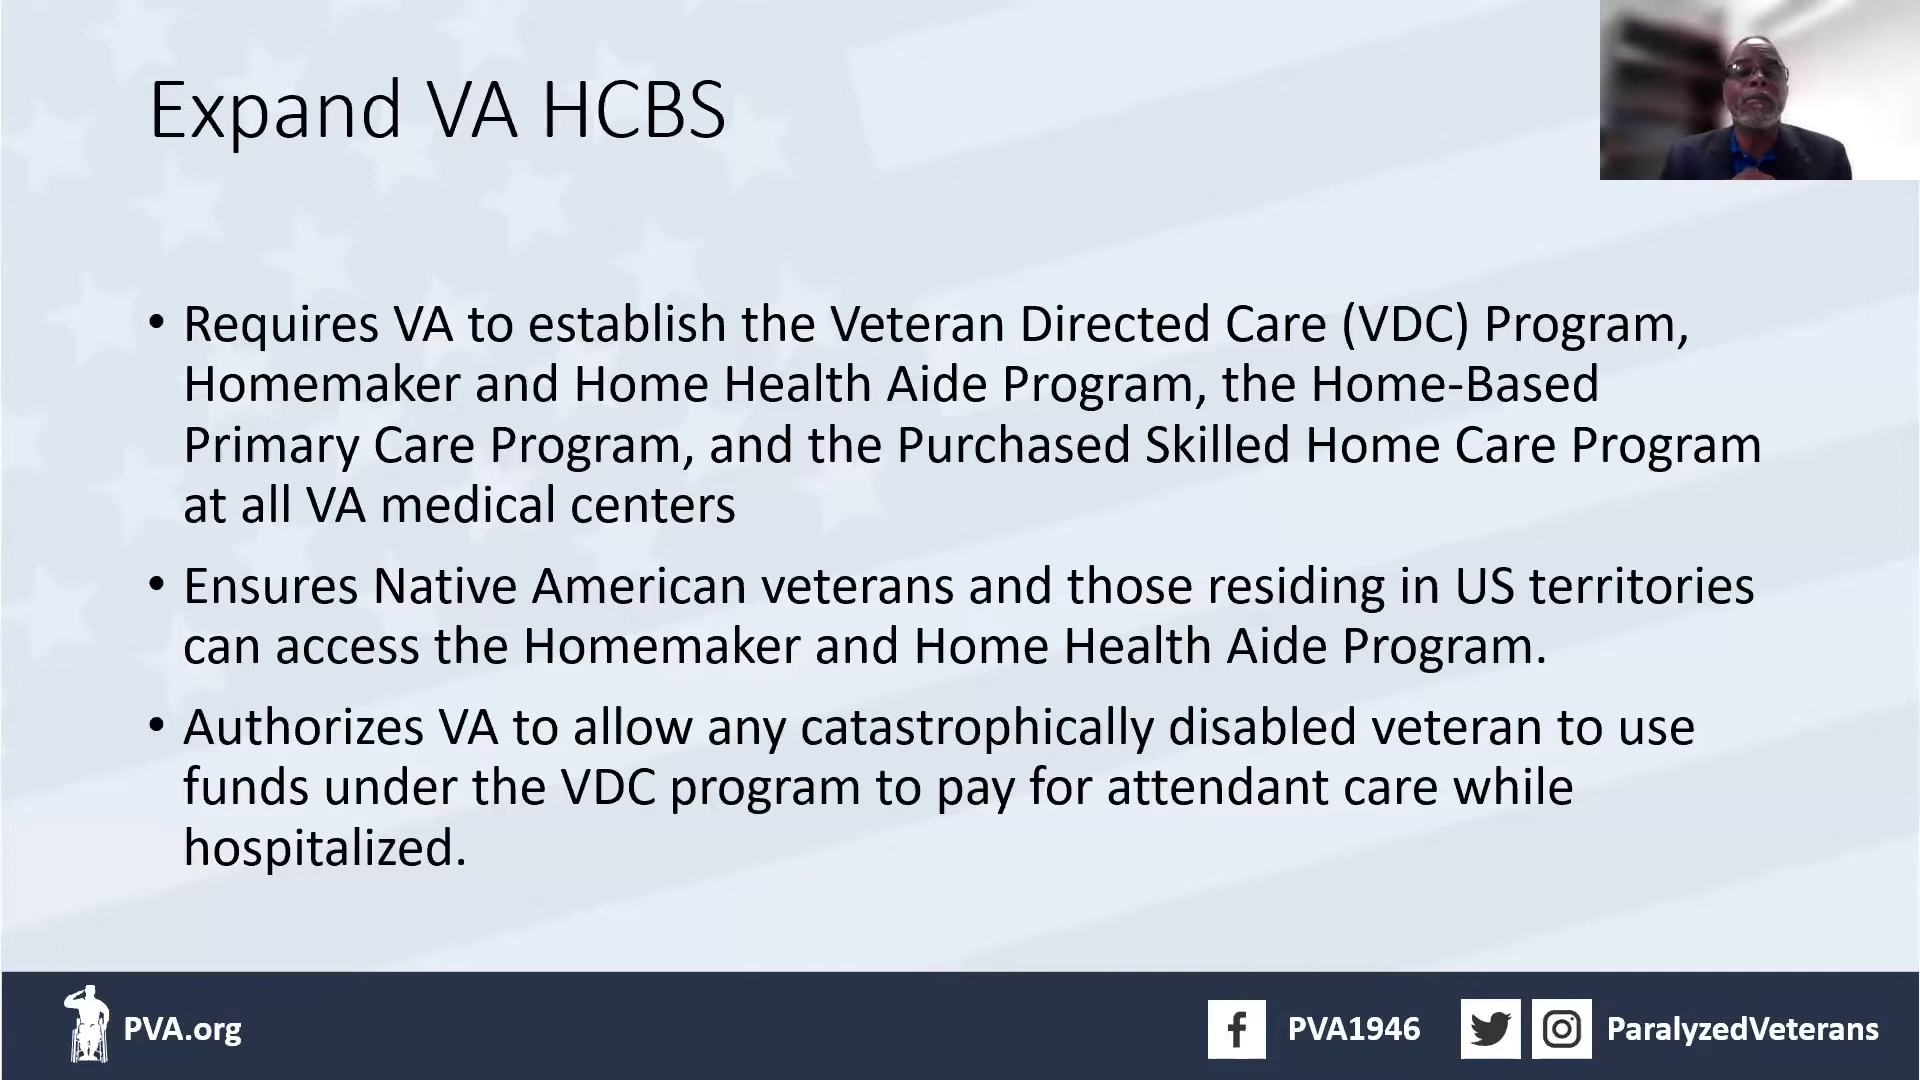 Expand VA HCBS
• Requires VA to establish the Veteran Directed Care (VDC) Program,
Homemaker and Home Health Aide Program, the Home-Based
Primary Care Program, and the Purchased Skilled Home Care Program
at all VA medical centers
• Ensures Native American veterans and those residing in US territories
can access the Homemaker and Home Health Aide Program.
• Authorizes VA to allow any catastrophically disabled veteran to use
funds under the VDC program to pay for attendant care while
hospitalized.
PVA.org
PVA1946
ParalyzedVeterans